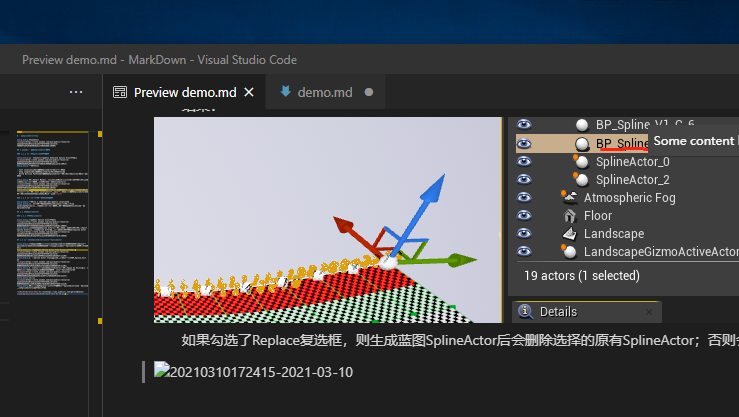 Preview demo.md - MarkDown - Visual Studio Code
Preview demo.md
demo.md
结果:
BP_Spline_V1_C_6
BP_Spline
Some content
SplineActor_0
SplineActor_2
Atmospheric Fog
Floor
Landscape
LandscapeGizmoActiveActor
19 actors (1 selected)
Details
如果勾选了Replace复选框，则生成蓝图SplineActor后会删除选择的原有SplineActor；否则
20210310172415-2021-03-10